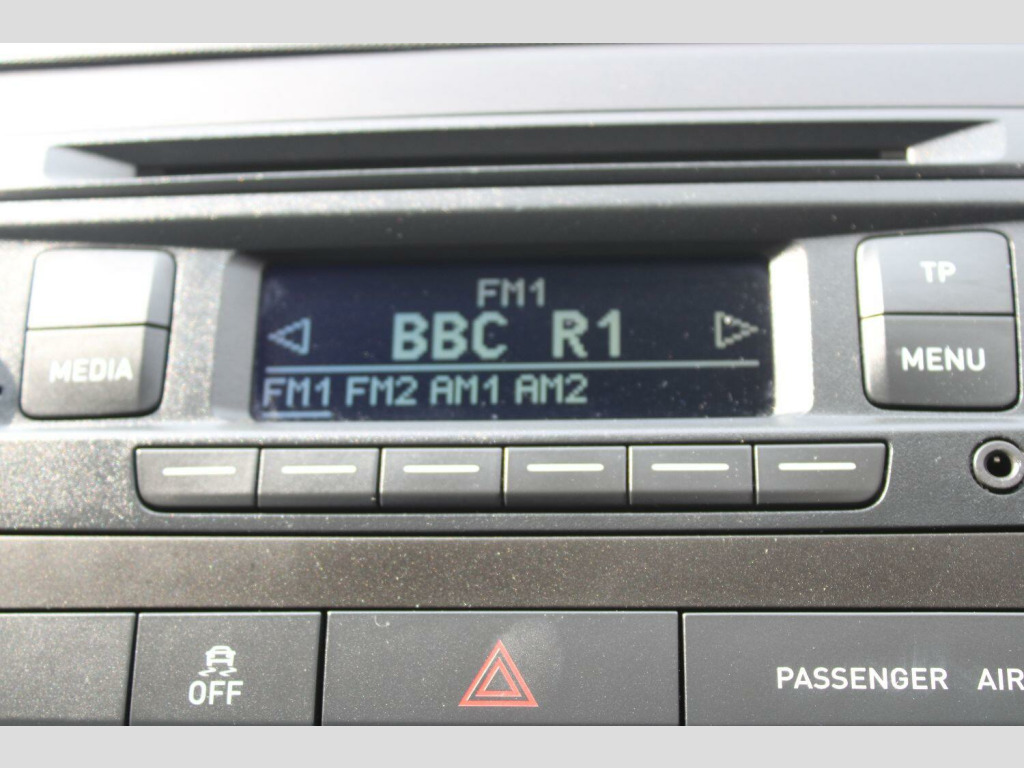 TP
FM1
BBC R1
MEDIA
MENU
FM1 FM2 AM1 AM2
OFF
PASSENGER AIR